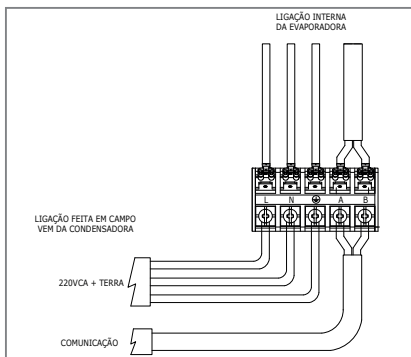 LIGAÇÃO INTERNA
DA EVAPORADORA
L N ⏚ A B
LIGAÇÃO FEITA EM CAMPO
VEM DA CONDENSADORA
220VCA + TERRA
COMUNICAÇÃO